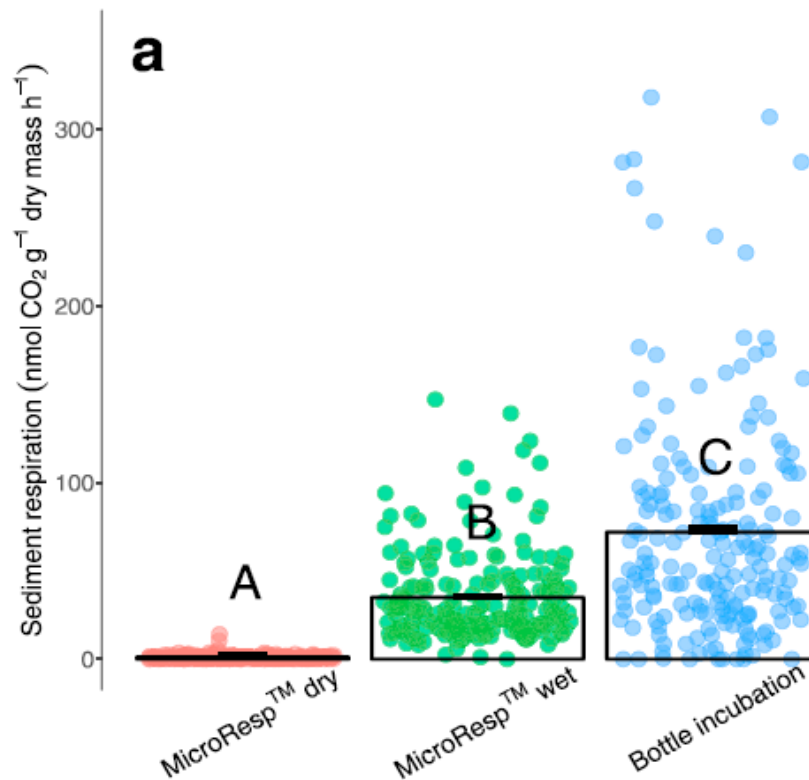 a
Sediment respiration (nmol CO₂ g⁻¹ dry mass h⁻¹)
300
200
100
0
A
B
C
MicroResp™ dry
MicroResp™ wet
Bottle incubation